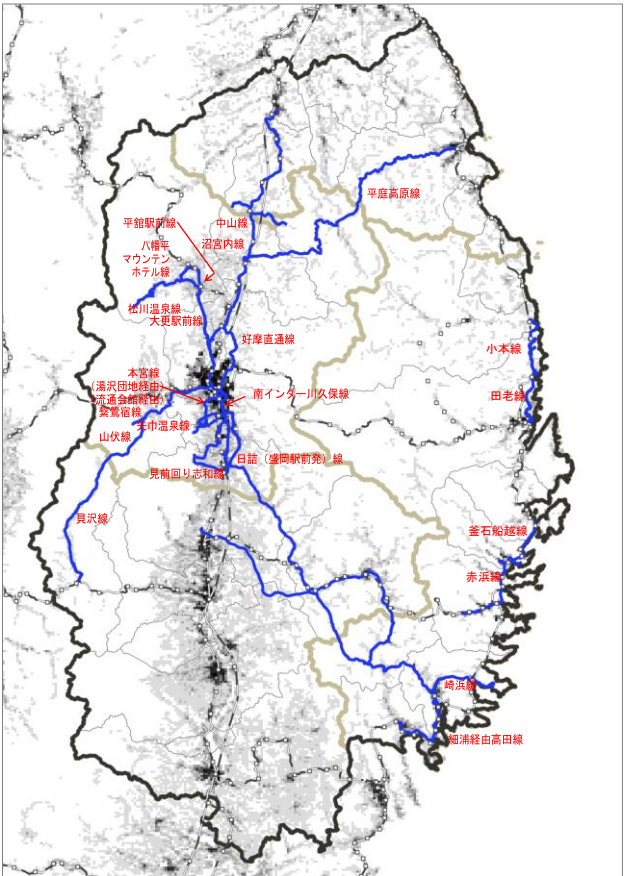 平庭高原線
平舘駅前線
中山線
沼宮内線
八幡平
マウンテン
ホテル線
松川温泉線
大更駅前線
好摩直通線
小本線
本宮線
（湯沢団地経由）
（流通会館経由）
南インター川久保線
田老線
鶯宿線
矢巾温泉線
山伏線
日詰（盛岡駅前発）線
見前回り志和線
貝沢線
釜石船越線
赤浜線
崎浜線
細浦経由高田線